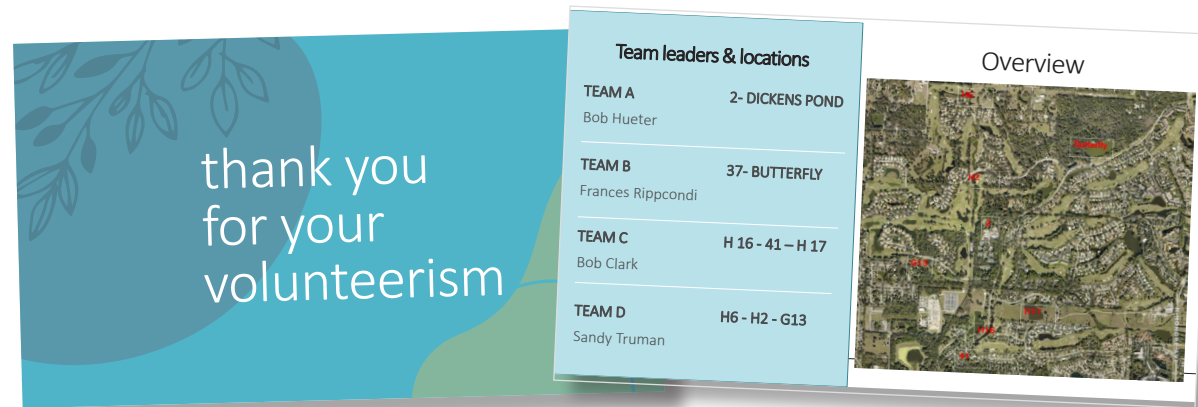 thank you
for your
volunteerism
Team leaders & locations
TEAM A
2- DICKENS POND
Bob Hueter
TEAM B
37- BUTTERFLY
Frances Rippcondi
TEAM C
H 16 - 41 – H 17
Bob Clark
TEAM D
H6 - H2 - G13
Sandy Truman
Overview
Butterfly